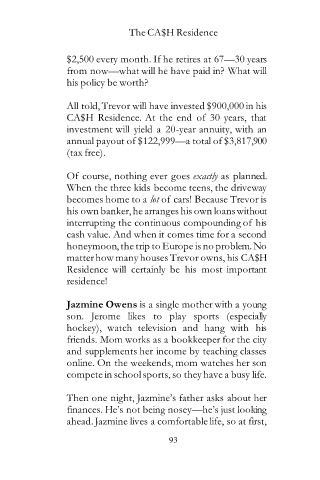 The CA$H Residence
$2,500 every month. If he retires at 67—30 years
from now—what will he have paid in? What will
his policy be worth?
All told, Trevor will have invested $900,000 in his
CA$H Residence. At the end of 30 years, that
investment will yield a 20-year annuity, with an
annual payout of $122,999—a total of $3,817,900
(tax free).
Of course, nothing ever goes exactly as planned.
When the three kids become teens, the driveway
becomes home to a lot of cars! Because Trevor is
his own banker, he arranges his own loans without
interrupting the continuous compounding of his
cash value. And when it comes time for a second
honeymoon, the trip to Europe is no problem. No
matter how many houses Trevor owns, his CA$H
Residence will certainly be his most important
residence!
Jazmine Owens is a single mother with a young
son. Jerome likes to play sports (especially
hockey), watch television and hang with his
friends. Mom works as a bookkeeper for the city
and supplements her income by teaching classes
online. On the weekends, mom watches her son
compete in school sports, so they have a busy life.
Then one night, Jazmine's father asks about her
finances. He's not being nosey—he's just looking
ahead. Jazmine lives a comfortable life, so at first,
93